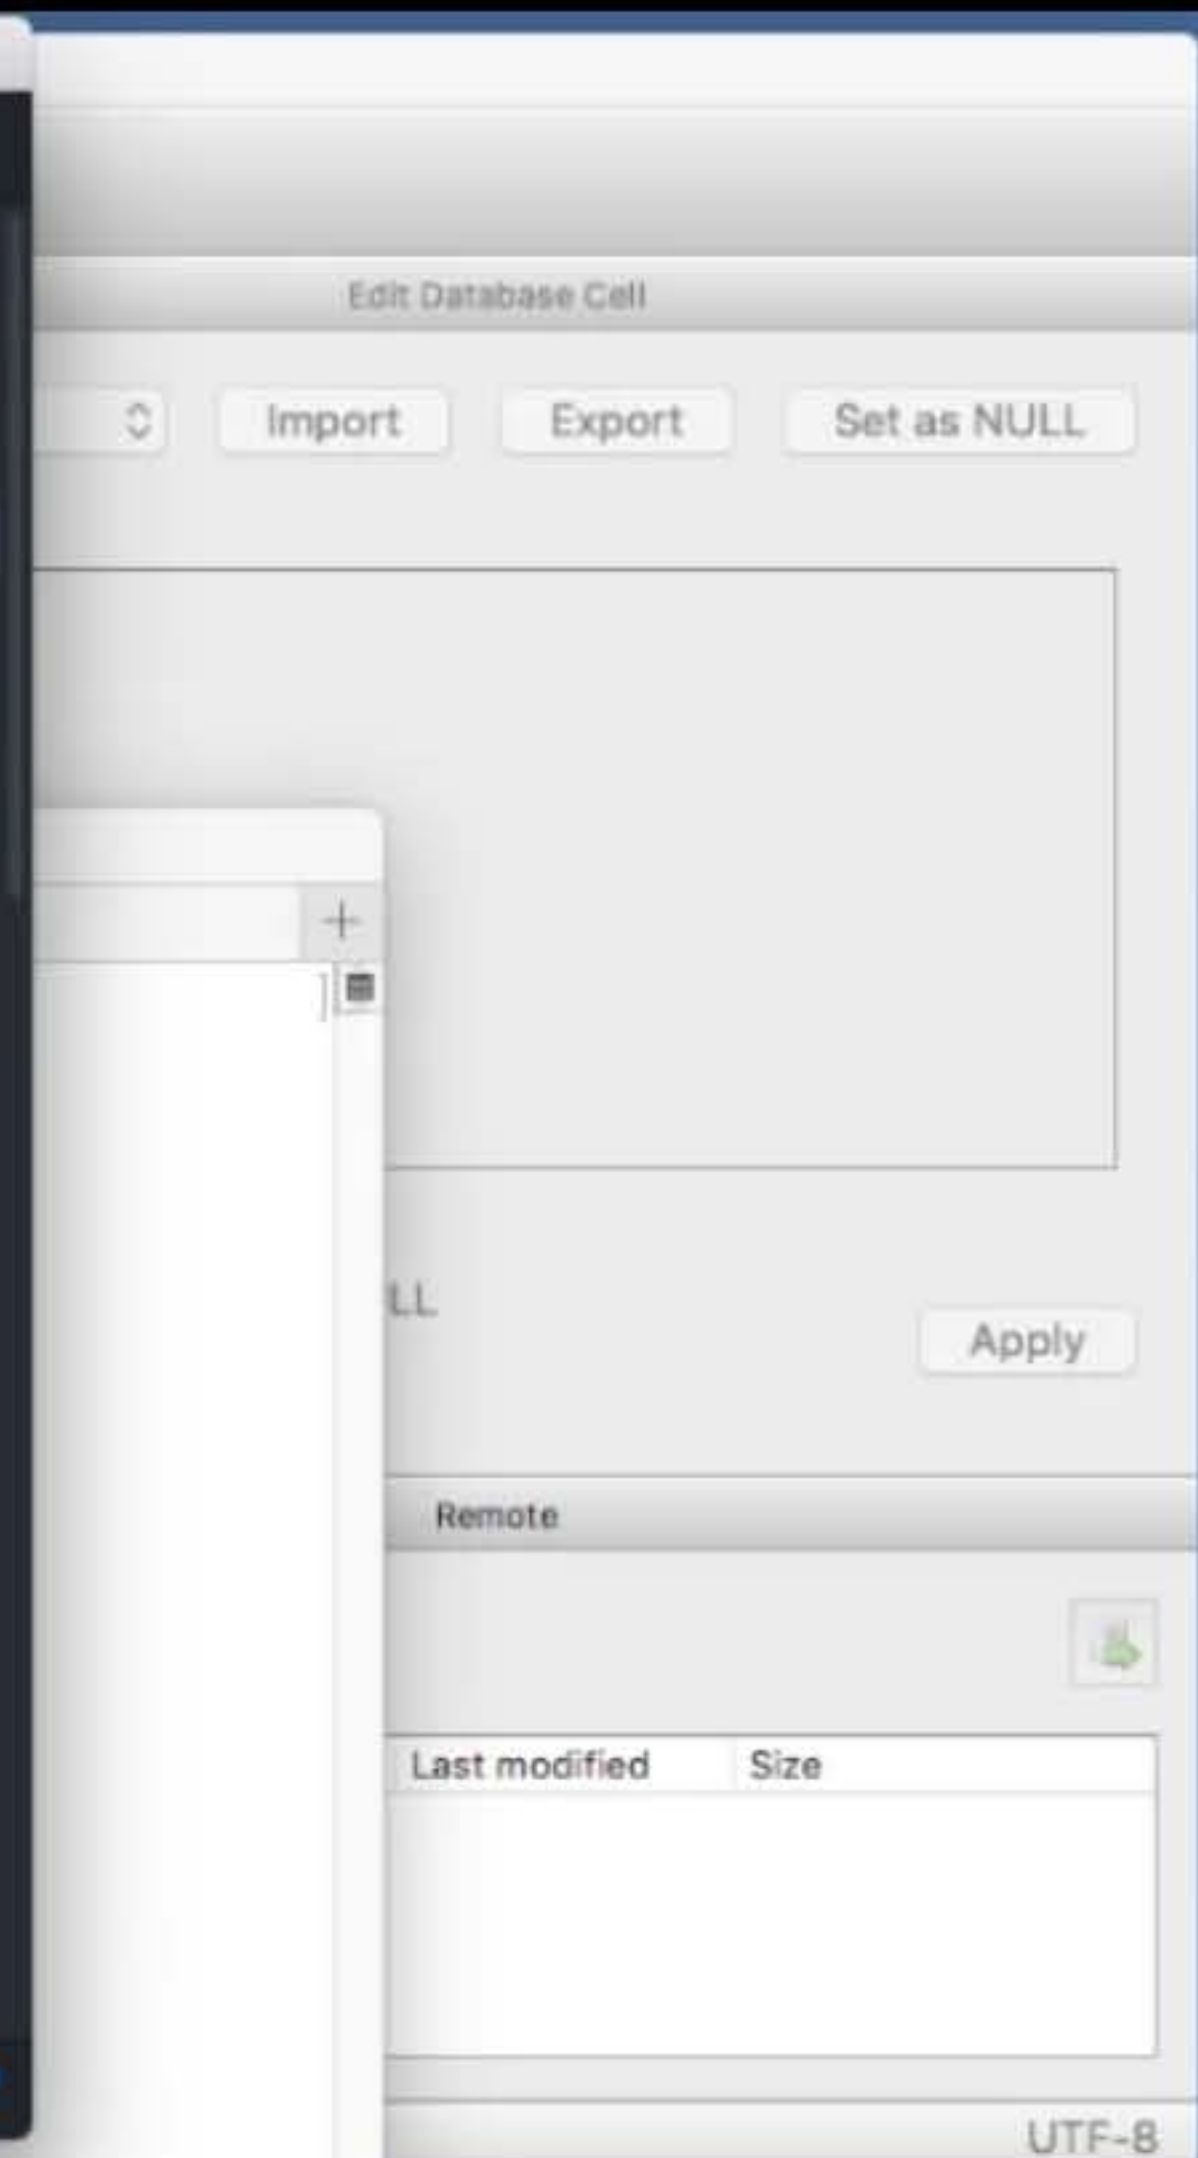 Edit Database Cell
Import Export Set as NULL
+
]
LL
Apply
Remote
Last modified Size
UTF-8